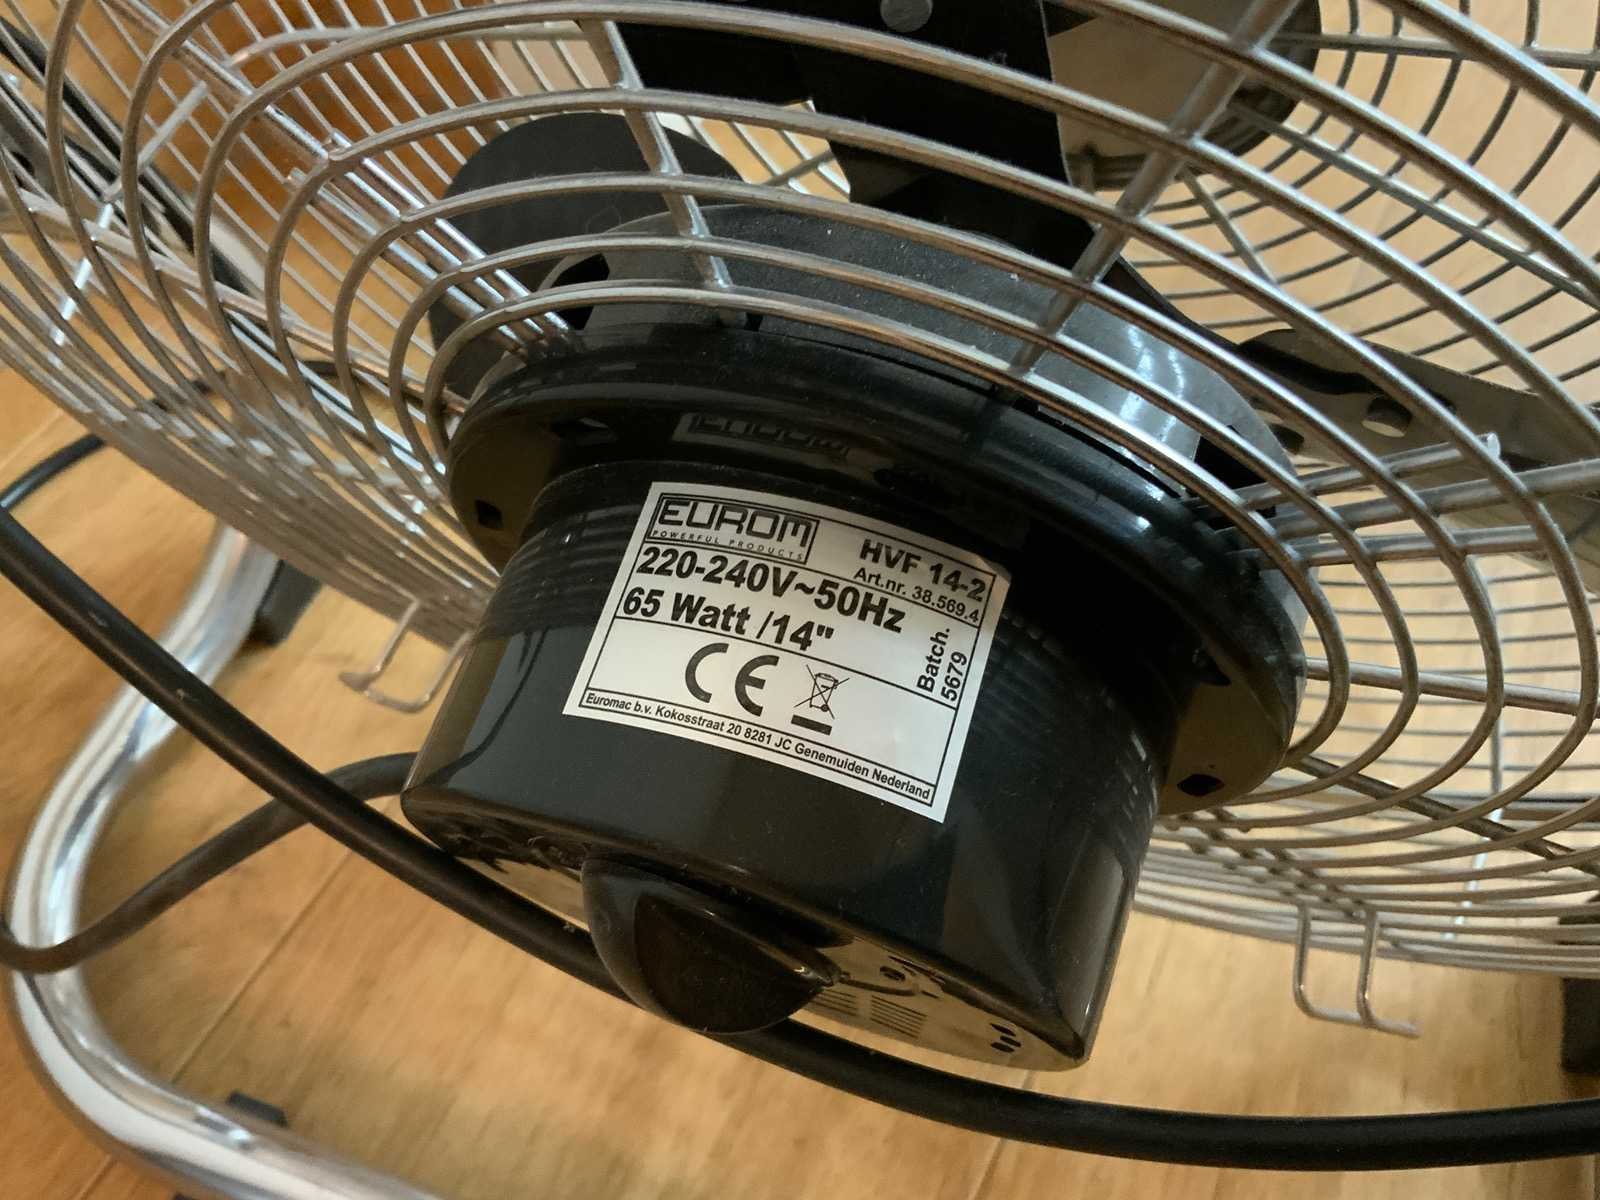 EUROM
POWERFUL PRODUCTS
HVF 14-2
Art.nr. 38.569.4
220-240V~50Hz
65 Watt /14"
Batch.
5679
CE
Euromac b.v. Kokosstraat 20 8281 JC Genemuiden Nederland